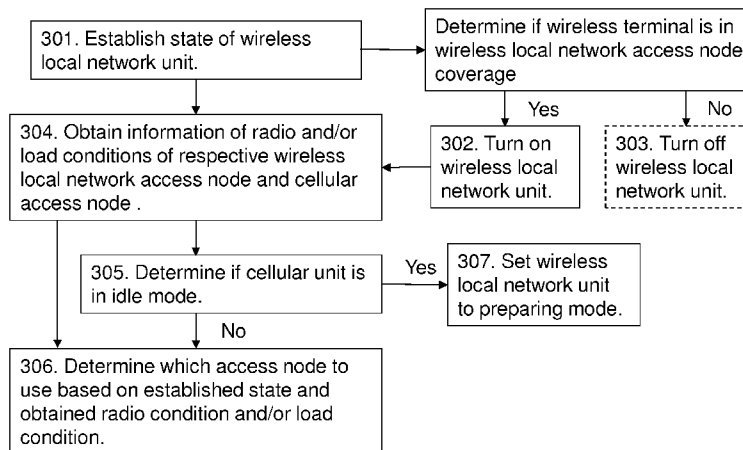 301. Establish state of wireless
local network unit.
Determine if wireless terminal is in
wireless local network access node
coverage
Yes
No
304. Obtain information of radio and/or
load conditions of respective wireless
local network access node and cellular
access node .
302. Turn on
wireless local
network unit.
303. Turn off
wireless local
network unit.
305. Determine if cellular unit is
in idle mode.
Yes
307. Set wireless
local network unit
to preparing mode.
No
306. Determine which access node to
use based on established state and
obtained radio condition and/or load
condition.